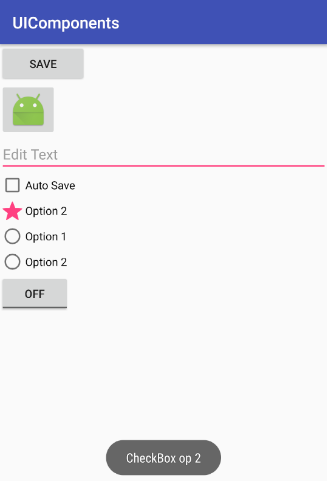 UIComponents
SAVE
Edit Text
Auto Save
Option 2
Option 1
Option 2
OFF
CheckBox op 2